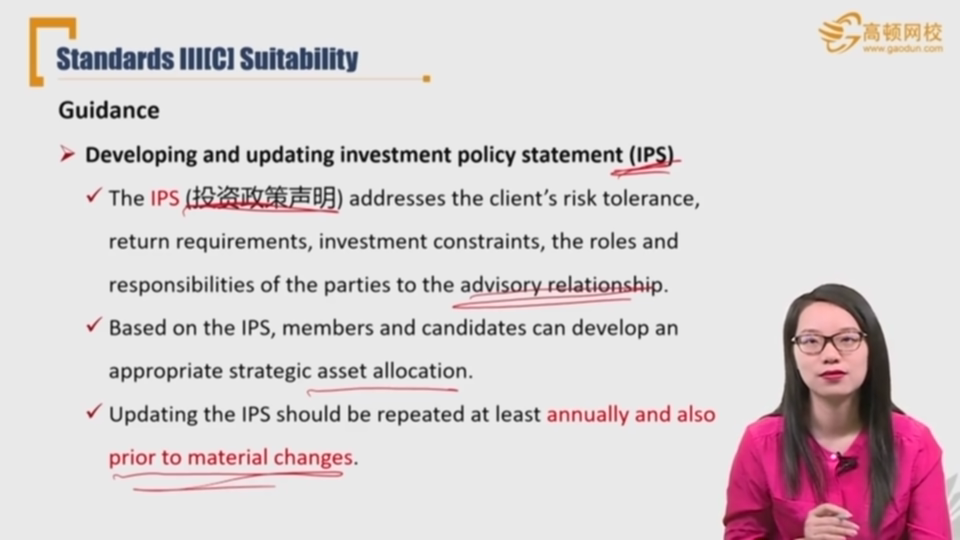 Standards III[C] Suitability
高顿网校
www.gaodun.com
Guidance
Developing and updating investment policy statement (IPS)
The IPS (投资政策声明) addresses the client's risk tolerance,
return requirements, investment constraints, the roles and
responsibilities of the parties to the advisory relationship.
Based on the IPS, members and candidates can develop an
appropriate strategic asset allocation.
Updating the IPS should be repeated at least annually and also
prior to material changes.